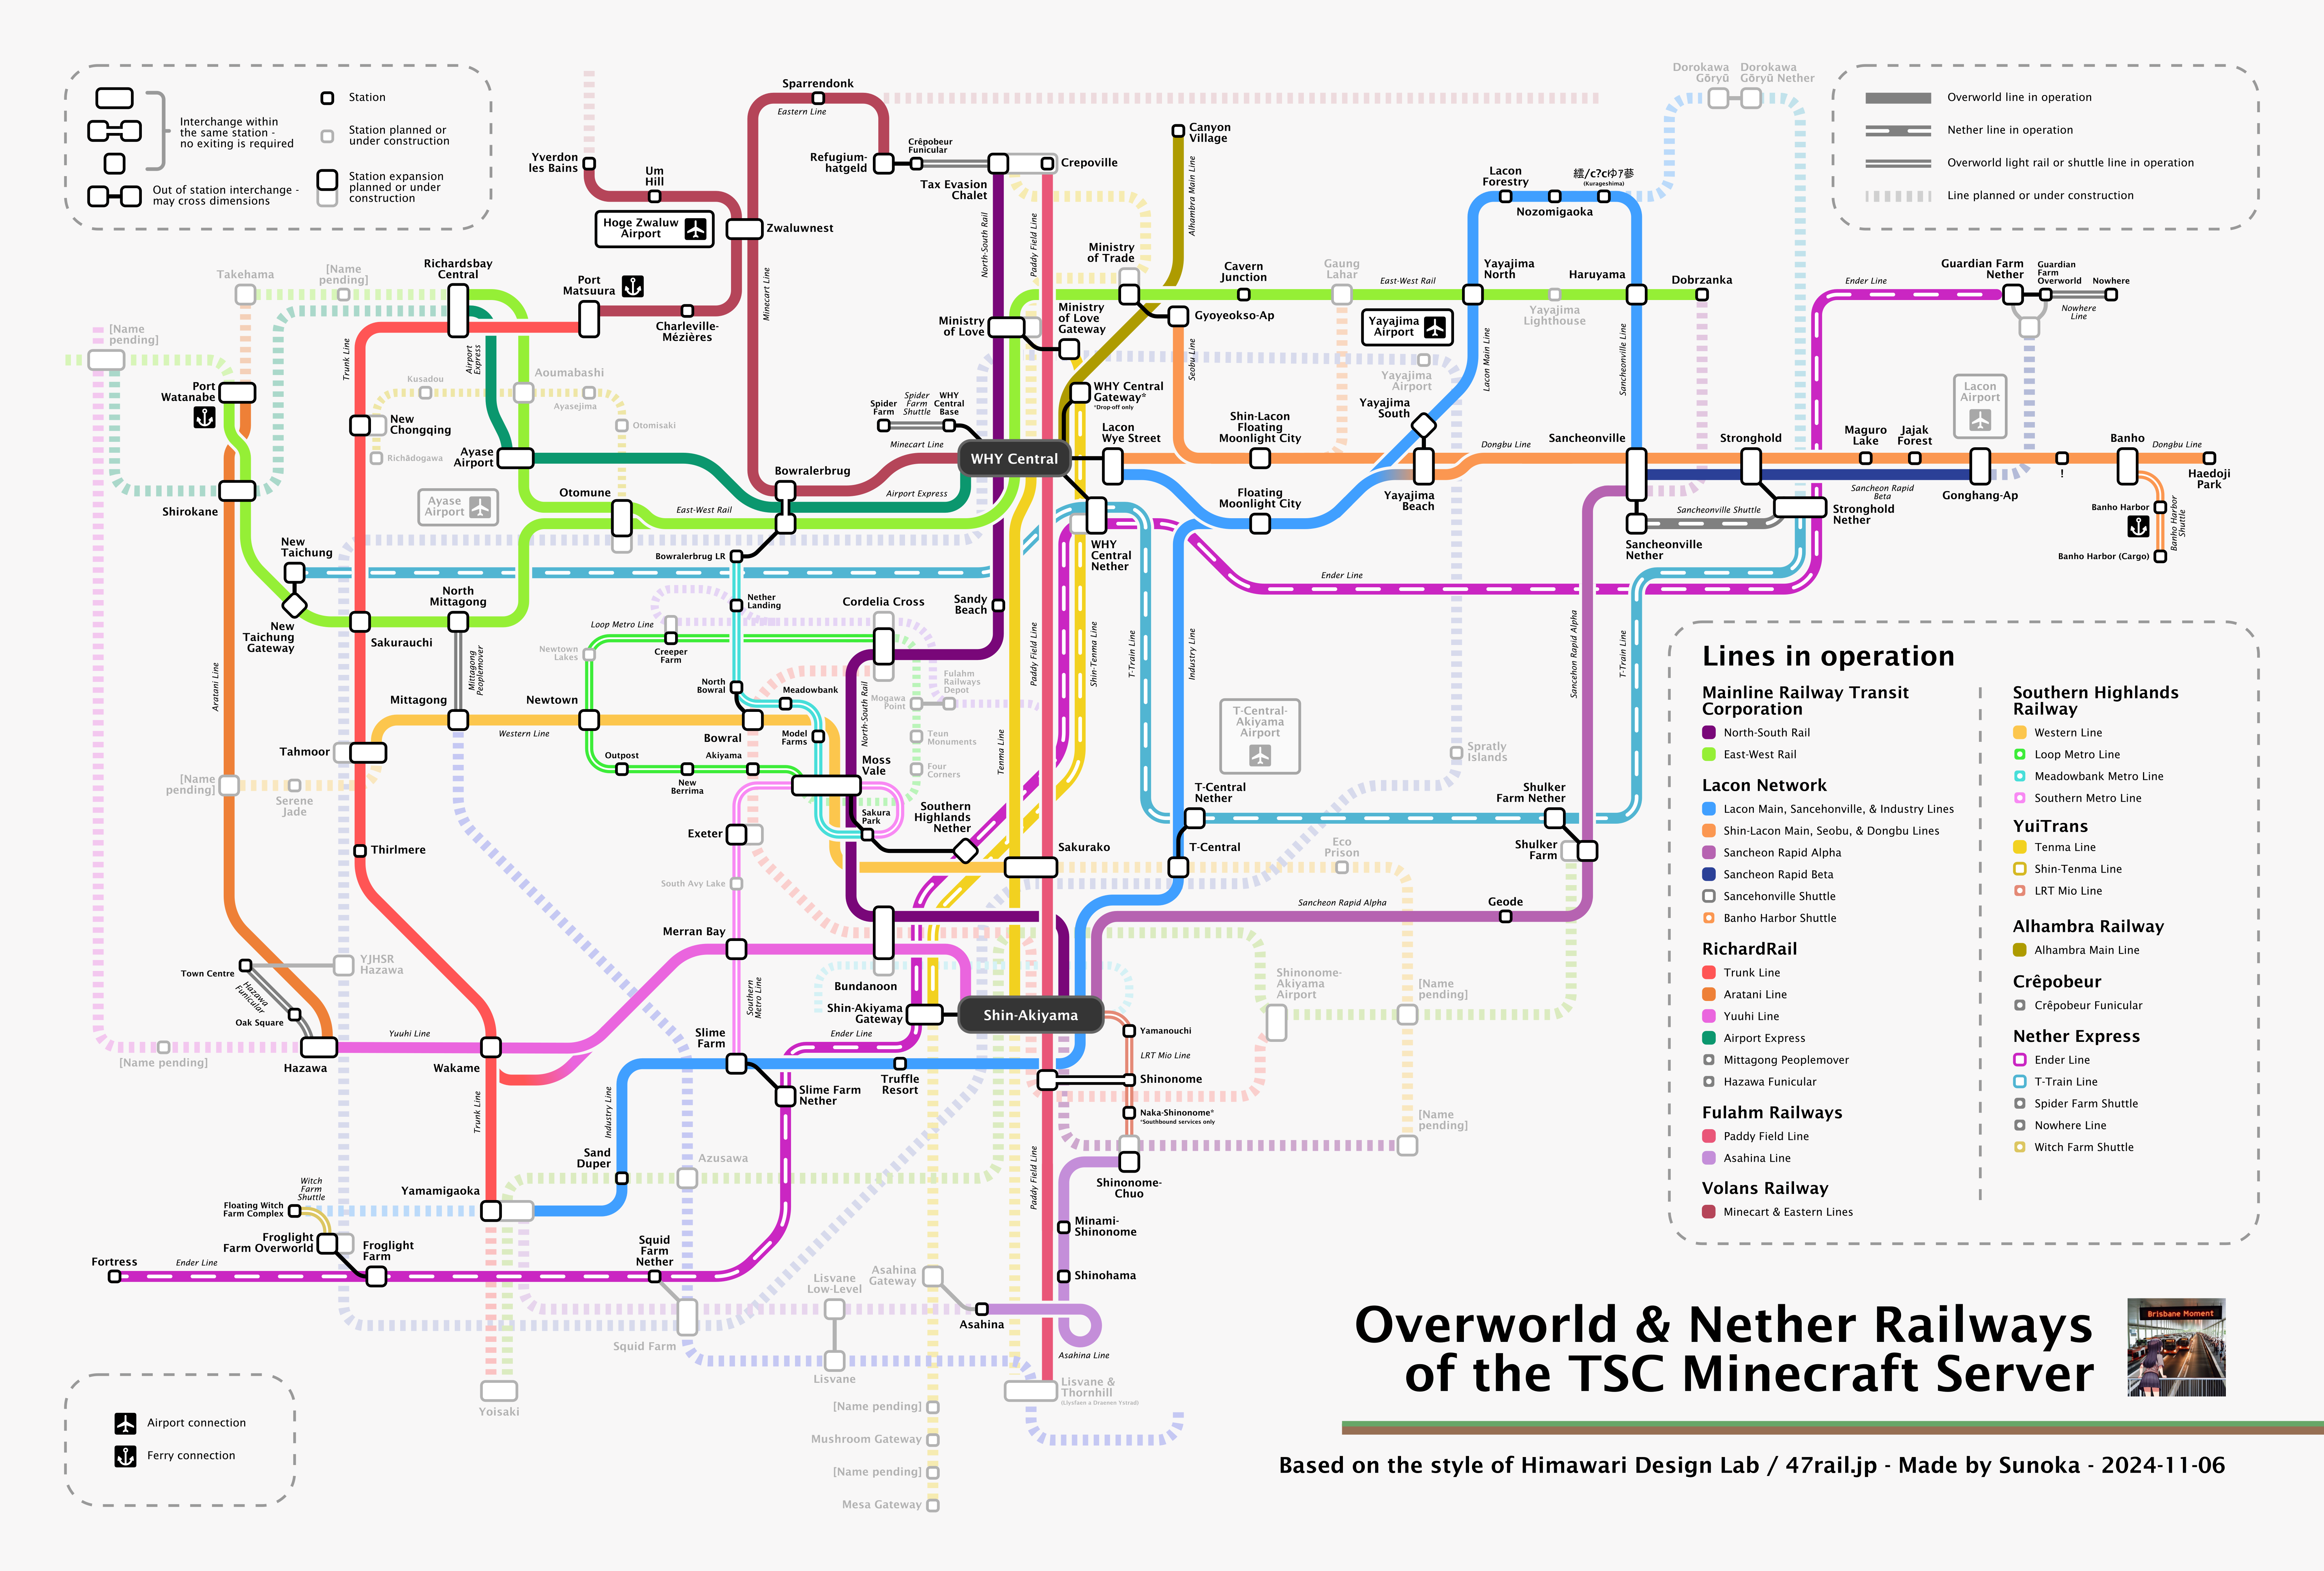 Interchange within
the same station -
no exiting is required
Out of station interchange -
may cross dimensions
Station
Station planned or
under construction
Station expansion
planned or under
construction
Overworld line in operation
Nether line in operation
Overworld light rail or shuttle line in operation
Line planned or under construction
Sparrendonk
Eastern Line
Yverdon
les Bains
Um
Hill
Hoge Zwaluw
Airport
Zwaluwnest
Refugium-
hatgeld
Crêpobeur
Funicular
Tax Evasion
Chalet
Crepoville
Canyon
Village
Alhambra Main Line
North-South Rail
Paddy Field Line
Minecart Line
Lacon
Forestry
Nozomigaoka
(Kurageshima)
Dorokawa
Gōryū
Dorokawa
Gōryū Nether
Takehama
[Name
pending]
Richardsbay
Central
Port
Matsuura
Charleville-
Mézières
Ministry
of Trade
Cavern
Junction
Gaung
Lahar
East-West Rail
Yayajima
North
Haruyama
Dobrzanka
Yayajima
Lighthouse
Ender Line
Guardian Farm
Nether
Guardian
Farm
Overworld
Nowhere
Nowhere
Line
[Name
pending]
Port
Watanabe
Trunk Line
Airport
Express
Kusadou
Aoumabashi
Ayasejima
Otomisaki
New
Chongqing
Richādogawa
Ayase
Airport
Ayase
Airport
Otomune
Shirokane
Ministry
of Love
Ministry
of Love
Gateway
Gyoyeokso-Ap
Seobu Line
Yayajima
Airport
Yayajima
Airport
Lacon Main Line
Sancheonville Line
WHY Central
Gateway*
*Drop-off only
Spider
Farm
Spider
Farm
Shuttle
WHY
Central
Base
Minecart Line
WHY Central
Lacon
Wye Street
Shin-Lacon
Floating
Moonlight City
Yayajima
South
Dongbu Line
Sancheonville
Stronghold
Maguro
Lake
Jajak
Forest
Lacon
Airport
Banho
Dongbu Line
Haedoji
Park
!
Bowralerbrug
Airport Express
East-West Rail
Floating
Moonlight City
Yayajima
Beach
Sancheon Rapid
Beta
Gonghang-Ap
Sancheonville Shuttle
Stronghold
Nether
Sancheonville
Nether
Banho Harbor
Banho Harbor
Shuttle
Banho Harbor (Cargo)
New
Taichung
Bowralerbrug LR
WHY
Central
Nether
Ender Line
North
Mittagong
Nether
Landing
Cordelia Cross
Sandy
Beach
New
Taichung
Gateway
Sakurauchi
Loop Metro Line
Creeper
Farm
Newtown
Lakes
Mittagong
Peoplemover
Aratani Line
North
Bowral
Meadowbank
Mogawa
Point
Fulahm
Railways
Depot
Paddy Field Line
Shin-Tenma Line
T-Train Line
Industry Line
Sancehon Rapid Alpha
T-Train Line
Mittagong
Newtown
Western Line
Bowral
Model
Farms
North-South Rail
Teun
Monuments
Tenma Line
T-Central-
Akiyama
Airport
Spratly
Islands
Tahmoor
[Name
pending]
Serene
Jade
Outpost
New
Berrima
Akiyama
Moss
Vale
Four
Corners
T-Central
Nether
Shulker
Farm Nether
Exeter
Sakura
Park
Southern
Highlands
Nether
Thirlmere
Sakurako
T-Central
Eco
Prison
Shulker
Farm
South Avy Lake
Sancheon Rapid Alpha
Geode
Merran Bay
Town Centre
YJHSR
Hazawa
Hazawa
Funicular
Oak Square
Southern
Metro Line
Bundanoon
Shin-Akiyama
Gateway
Shin-Akiyama
Shinonome-
Akiyama
Airport
[Name
pending]
Yamanouchi
LRT Mio Line
Shinonome
Naka-Shinonome*
*Southbound services only
Yuuhi Line
Ender Line
Slime
Farm
[Name pending]
Hazawa
Wakame
Truffle
Resort
Slime Farm
Nether
Trunk Line
Industry Line
[Name
pending]
Sand
Duper
Azusawa
Paddy Field Line
Shinonome-
Chuo
Witch
Farm
Shuttle
Yamamigaoka
Floating Witch
Farm Complex
Minami-
Shinonome
Froglight
Farm Overworld
Froglight
Farm
Squid
Farm
Nether
Fortress
Ender Line
Lisvane
Low-Level
Asahina
Gateway
Shinohama
Asahina
Squid Farm
Asahina Line
Lisvane
Lisvane &
Thornhill
(Llysfaen a Draenen Ystrad)
Yoisaki
[Name pending]
Mushroom Gateway
[Name pending]
Mesa Gateway
Airport connection
Ferry connection
Lines in operation
Mainline Railway Transit
Corporation
North-South Rail
East-West Rail
Lacon Network
Lacon Main, Sancehonville, & Industry Lines
Shin-Lacon Main, Seobu, & Dongbu Lines
Sancheon Rapid Alpha
Sancheon Rapid Beta
Sancehonville Shuttle
Banho Harbor Shuttle
RichardRail
Trunk Line
Aratani Line
Yuuhi Line
Airport Express
Mittagong Peoplemover
Hazawa Funicular
Fulahm Railways
Paddy Field Line
Asahina Line
Volans Railway
Minecart & Eastern Lines
Southern Highlands
Railway
Western Line
Loop Metro Line
Meadowbank Metro Line
Southern Metro Line
YuiTrans
Tenma Line
Shin-Tenma Line
LRT Mio Line
Alhambra Railway
Alhambra Main Line
Crêpobeur
Crêpobeur Funicular
Nether Express
Ender Line
T-Train Line
Spider Farm Shuttle
Nowhere Line
Witch Farm Shuttle
Overworld & Nether Railways
of the TSC Minecraft Server
Brisbane Moment
Based on the style of Himawari Design Lab / 47rail.jp - Made by Sunoka - 2024-11-06